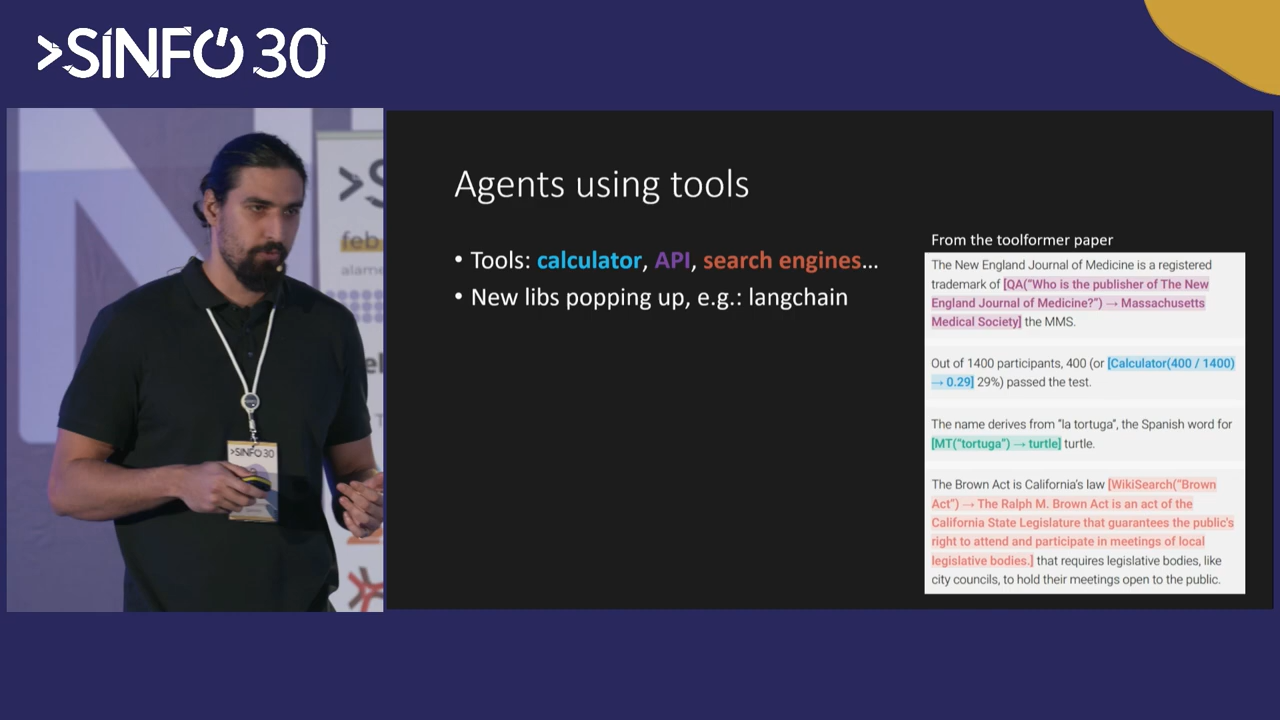 >SINFO 30
feb
alame
>SINFO 30
Agents using tools
• Tools: calculator, API, search engines...
• New libs popping up, e.g.: langchain
From the toolformer paper
The New England Journal of Medicine is a registered
trademark of [QA("Who is the publisher of The New
England Journal of Medicine?") → Massachusetts
Medical Society] the MMS.
Out of 1400 participants, 400 (or [Calculator(400 / 1400)
→ 0.29] 29%) passed the test.
The name derives from "la tortuga", the Spanish word for
[MT("tortuga") → turtle] turtle.
The Brown Act is California's law [WikiSearch("Brown
Act") → The Ralph M. Brown Act is an act of the
California State Legislature that guarantees the public's
right to attend and participate in meetings of local
legislative bodies.] that requires legislative bodies, like
city councils, to hold their meetings open to the public.